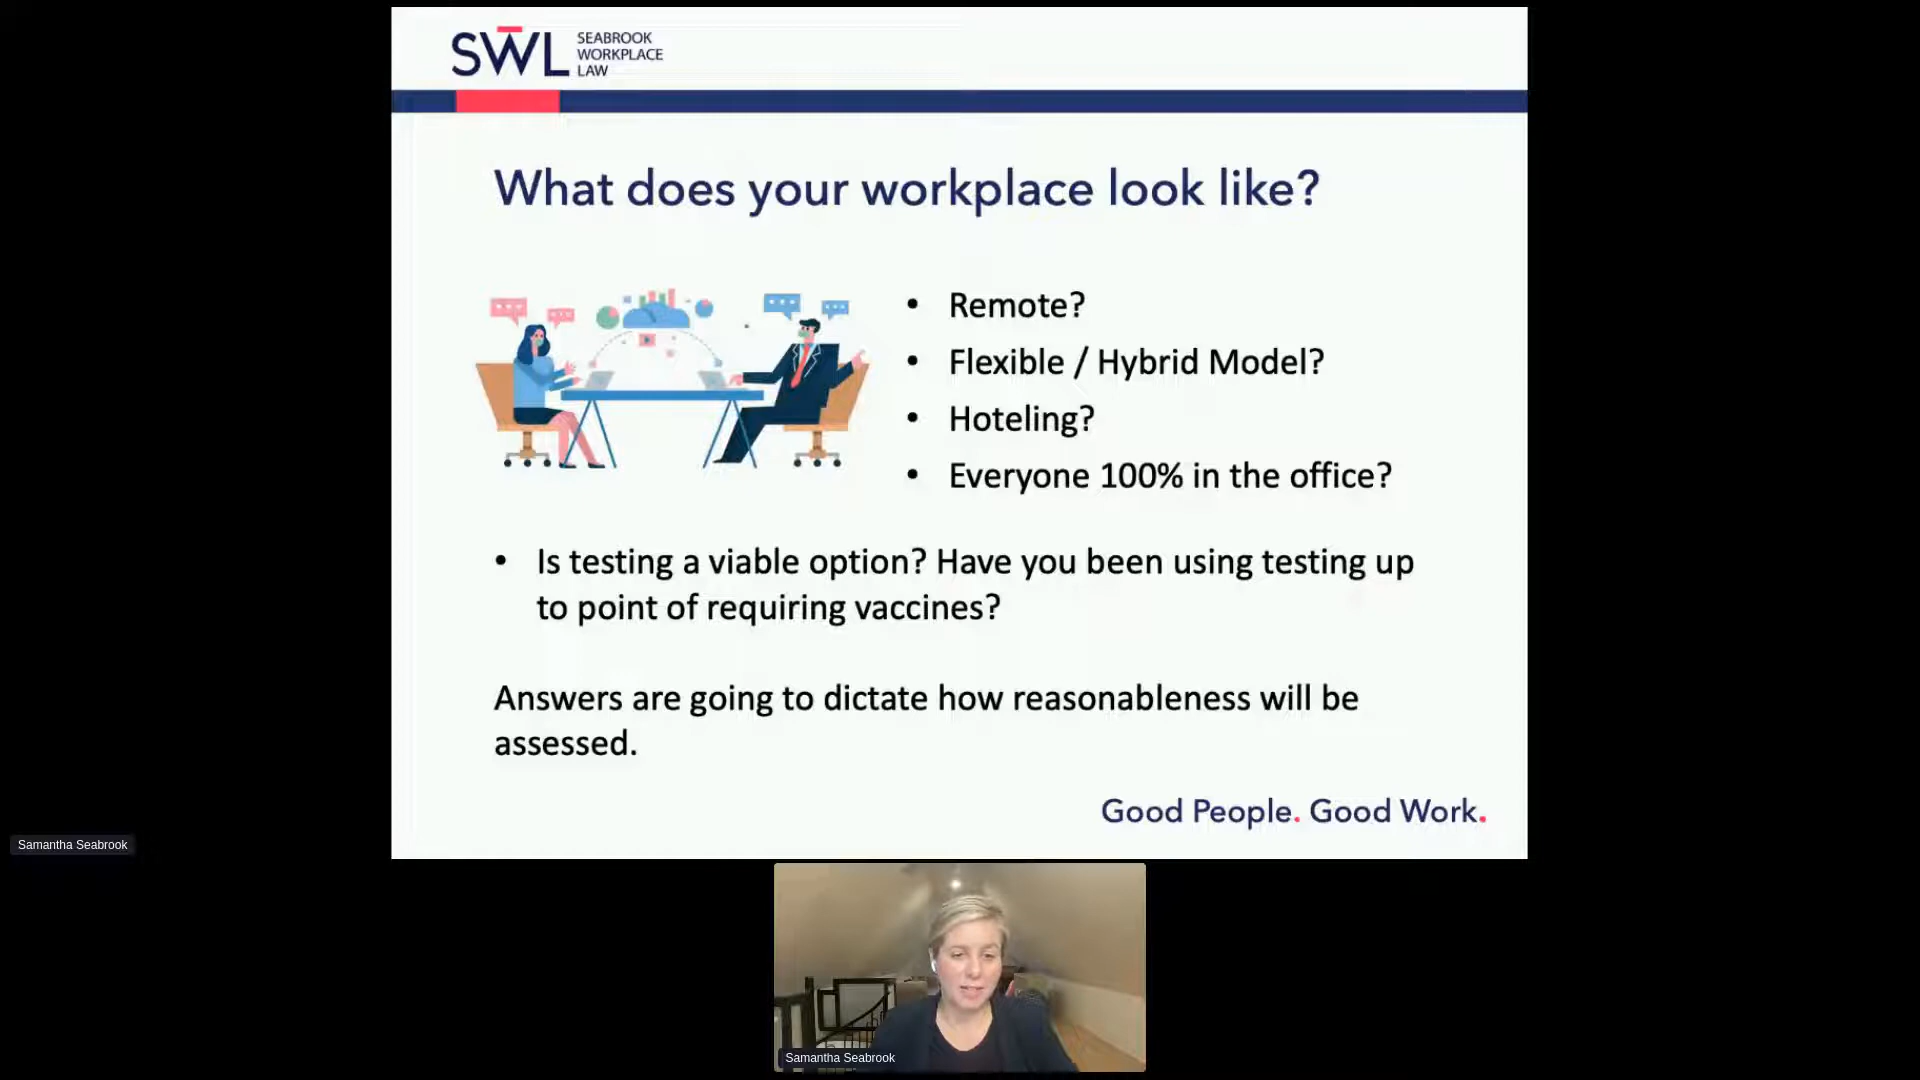 SWL SEABROOK
WORKPLACE
LAW
What does your workplace look like?
• Remote?
• Flexible / Hybrid Model?
• Hoteling?
• Everyone 100% in the office?
• Is testing a viable option? Have you been using testing up
to point of requiring vaccines?
Answers are going to dictate how reasonableness will be
assessed.
Good People. Good Work.
Samantha Seabrook
Samantha Seabrook